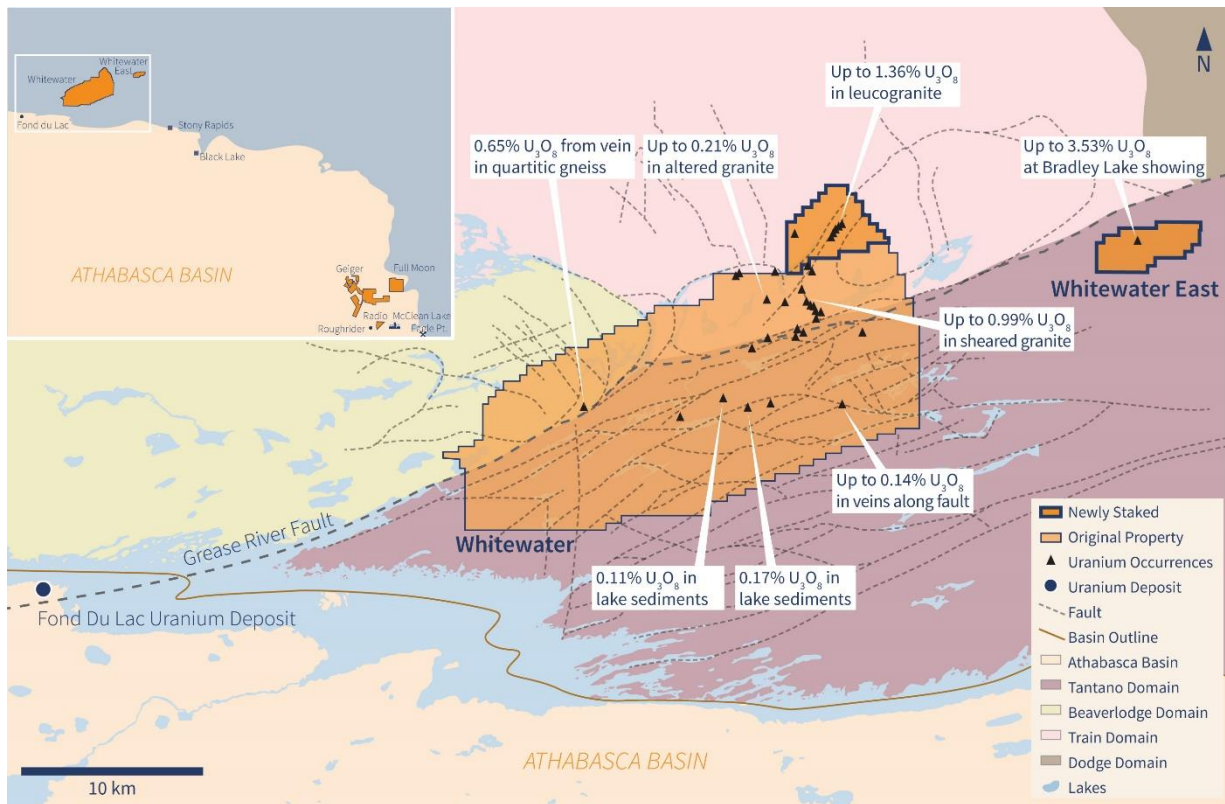 Whitewater
Whitewater
East
Fond du Lac
Stony Rapids
Black Lake
ATHABASCA BASIN
Geiger
Full Moon
Radio
McClean Lake
Roughrider
Eagle Pt.
N
Up to 1.36% U3O8
in leucogranite
0.65% U3O8 from vein
in quartitic gneiss
Up to 0.21% U3O8
in altered granite
Up to 3.53% U3O8
at Bradley Lake showing
Whitewater East
Up to 0.99% U3O8
in sheared granite
Up to 0.14% U3O8
in veins along fault
Whitewater
Grease River Fault
0.11% U3O8 in
lake sediments
0.17% U3O8 in
lake sediments
Fond Du Lac Uranium Deposit
ATHABASCA BASIN
10 km
Newly Staked
Original Property
Uranium Occurrences
Uranium Deposit
Fault
Basin Outline
Athabasca Basin
Tantano Domain
Beaverlodge Domain
Train Domain
Dodge Domain
Lakes